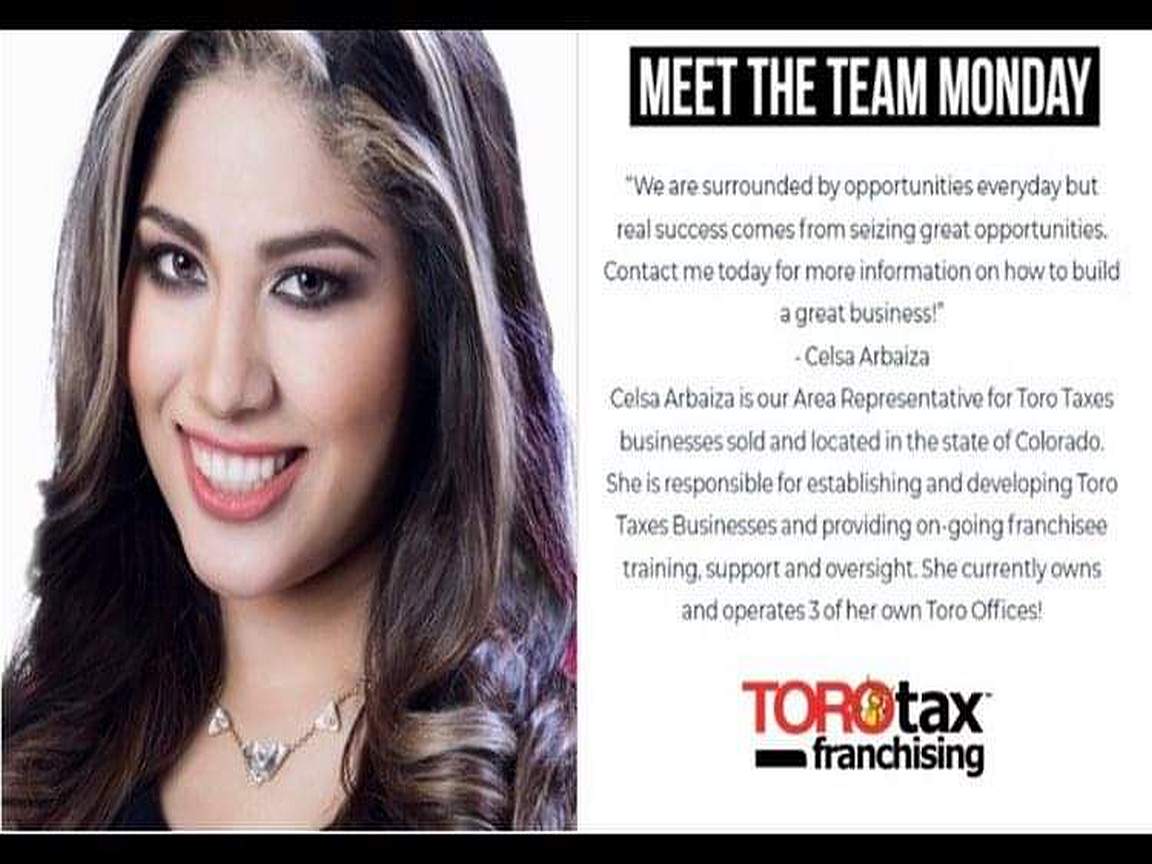 MEET THE TEAM MONDAY
“We are surrounded by opportunities everyday but
real success comes from seizing great opportunities.
Contact me today for more information on how to build
a great business!”
- Celsa Arbaiza
Celsa Arbaiza is our Area Representative for Toro Taxes
businesses sold and located in the state of Colorado.
She is responsible for establishing and developing Toro
Taxes Businesses and providing on-going franchisee
training, support and oversight. She currently owns
and operates 3 of her own Toro Offices!
TOROtax™
franchising